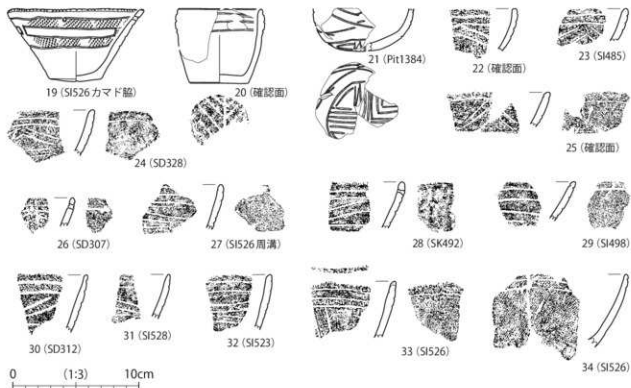 19 (SI526 カマド脇)
20 (確認面)
21 (Pit1384)
22 (確認面)
23 (SI485)
24 (SD328)
25 (確認面)
26 (SD307)
27 (SI526 周溝)
28 (SK492)
29 (SI498)
30 (SD312)
31 (SI528)
32 (SI523)
33 (SI526)
34 (SI526)
0 (1:3) 10cm